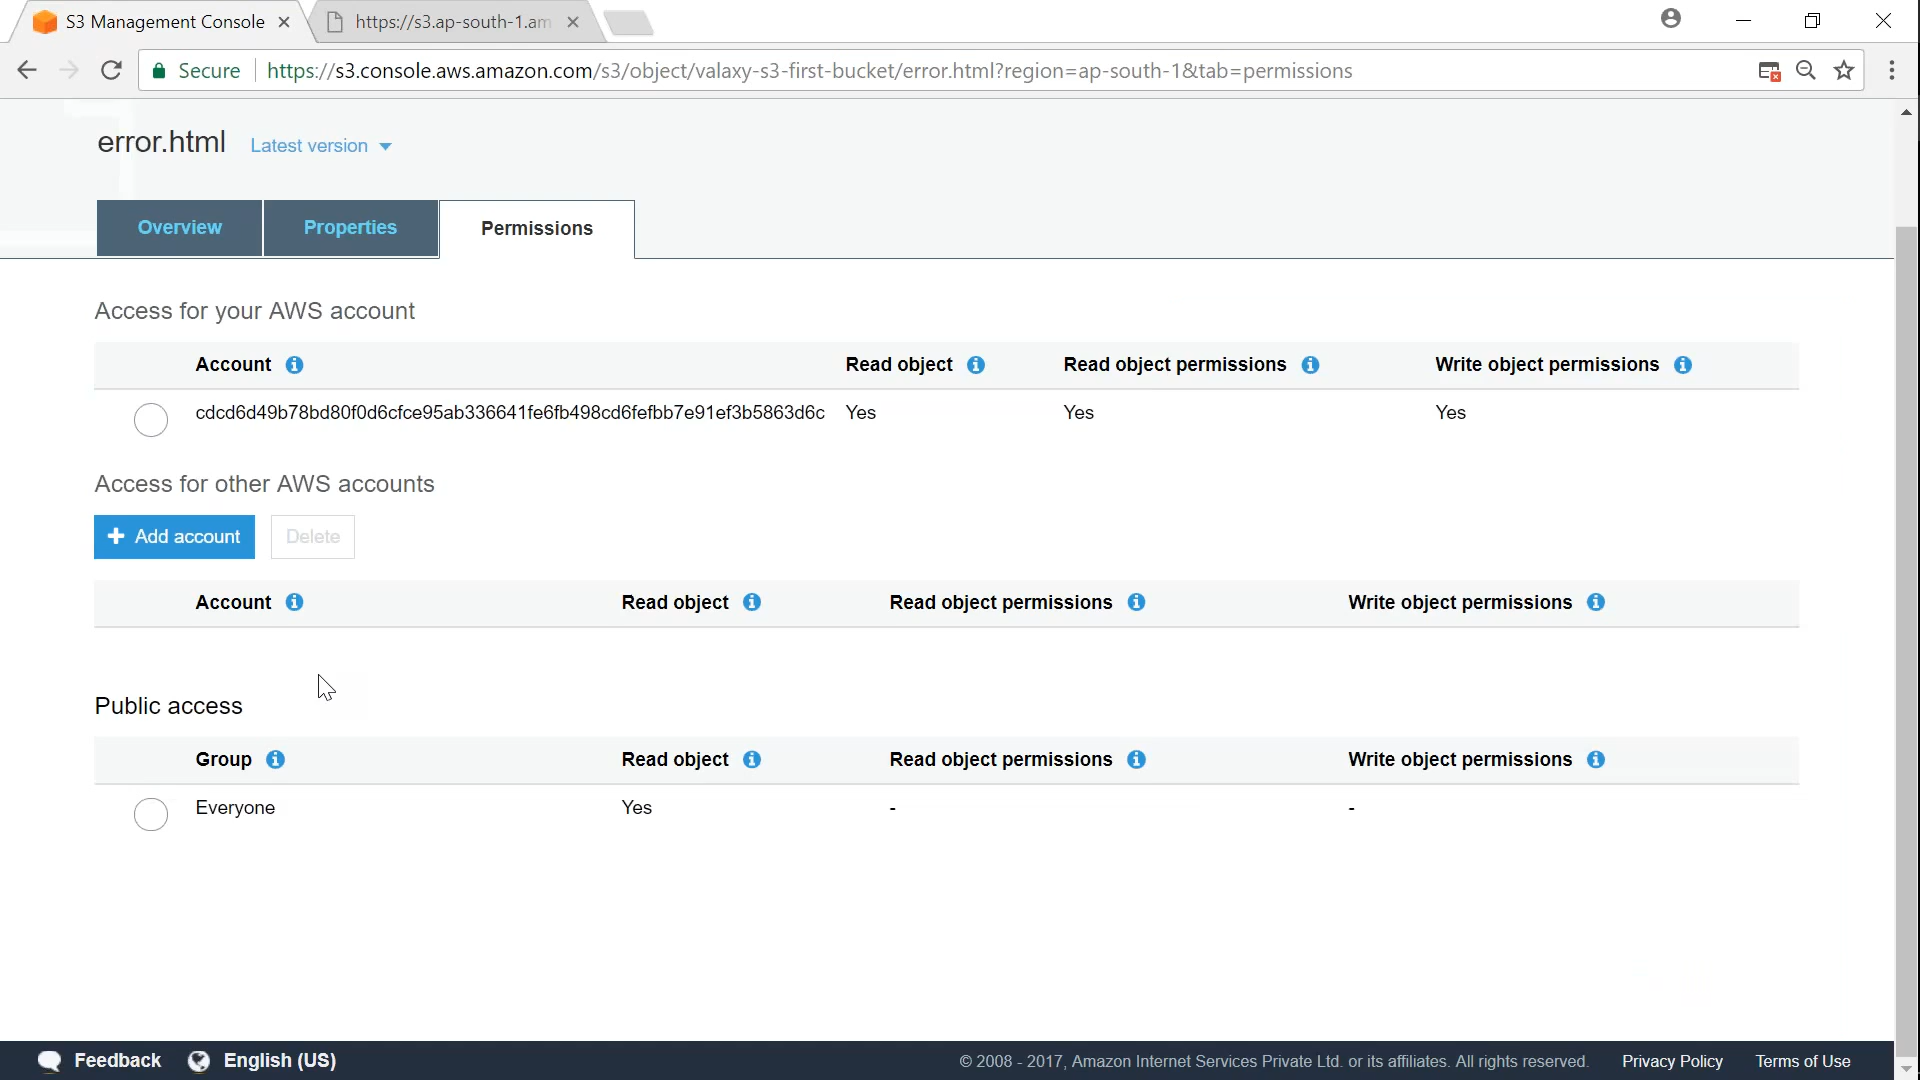 S3 Management Console
https://s3.ap-south-1.am
Secure https://s3.console.aws.amazon.com/s3/object/valaxy-s3-first-bucket/error.html?region=ap-south-1&tab=permissions
error.html Latest version
Overview Properties Permissions
Access for your AWS account
Account Read object Read object permissions Write object permissions
cdcd6d49b78bd80f0d6cfce95ab336641fe6fb498cd6fefbb7e91ef3b5863d6c Yes Yes Yes
Access for other AWS accounts
+ Add account Delete
Account Read object Read object permissions Write object permissions
Public access
Group Read object Read object permissions Write object permissions
Everyone Yes - -
Feedback English (US) © 2008 - 2017, Amazon Internet Services Private Ltd. or its affiliates. All rights reserved. Privacy Policy Terms of Use